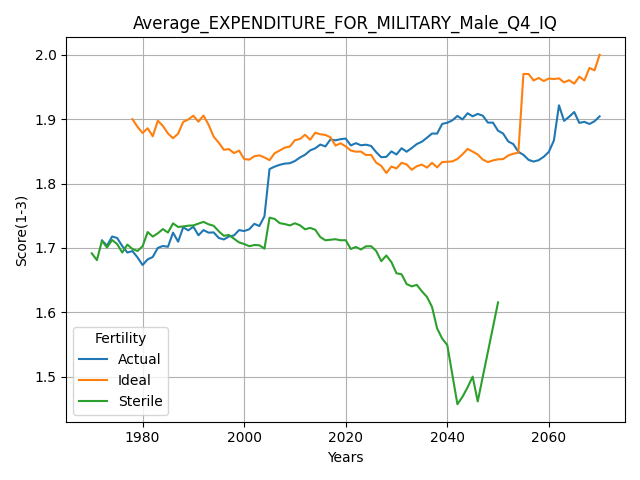 Average_EXPENDITURE_FOR_MILITARY_Male_Q4_IQ
Score(1-3)
2.0
1.9
1.8
1.7
1.6
1.5
Fertility
Actual
Ideal
Sterile
1980 2000 2020 2040 2060
Years